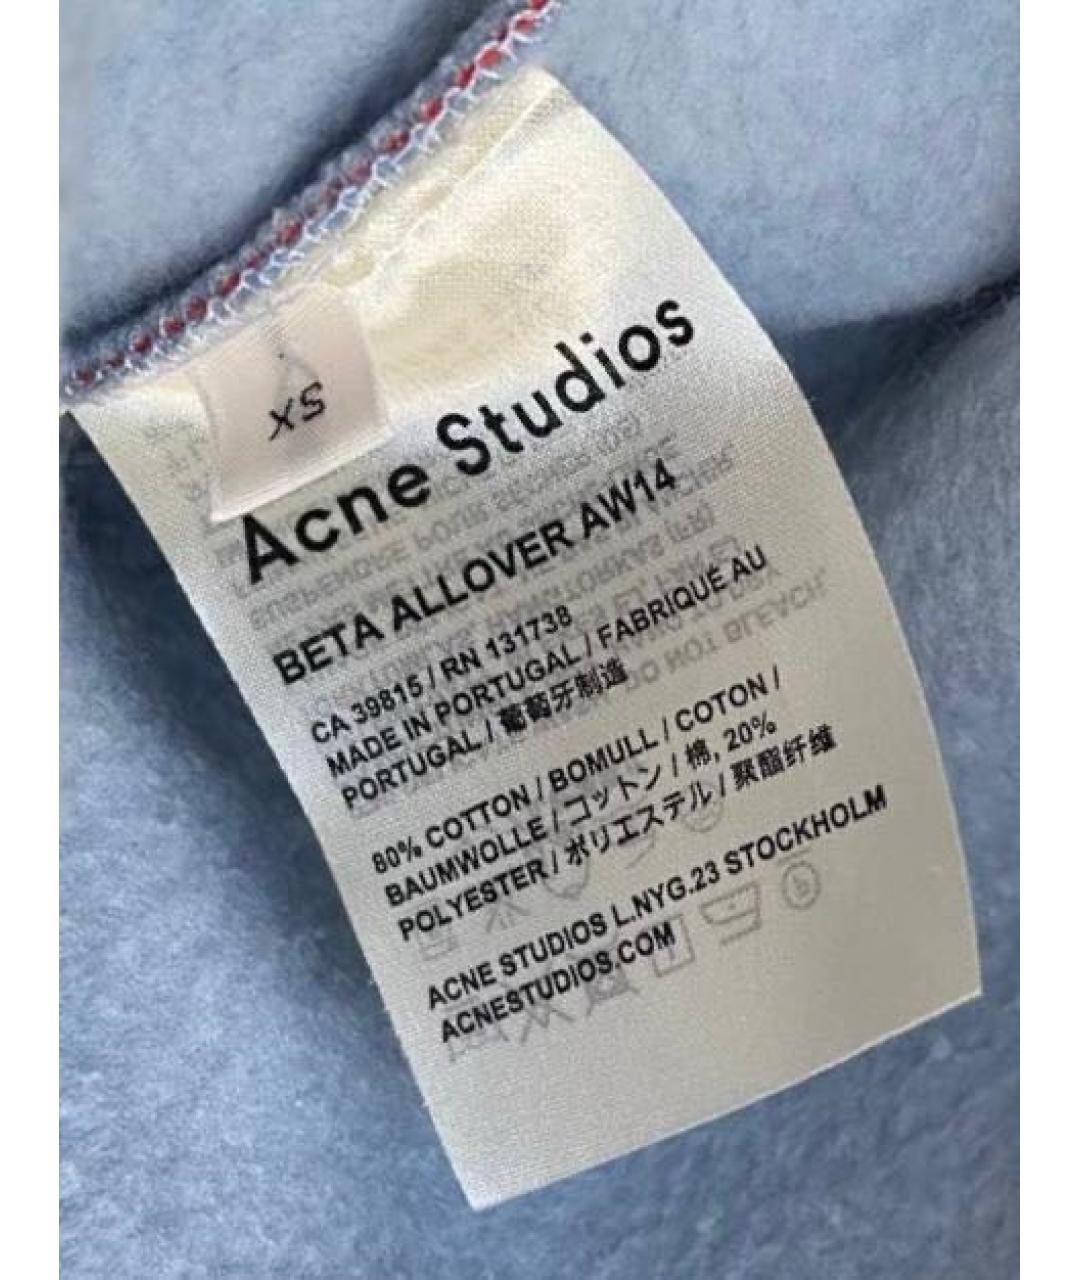 XS
Acne Studios
BETA ALLOVER AW14
CA 39815 / RN 131738
MADE IN PORTUGAL / FABRIQUÉ AU
PORTUGAL / 葡萄牙制造
80% COTTON / BOMULL / COTON /
BAUMWOLLE / コットン / 棉, 20%
POLYESTER / ポリエステル / 聚酯纤维
ACNE STUDIOS L.NYG.23 STOCKHOLM
ACNESTUDIOS.COM